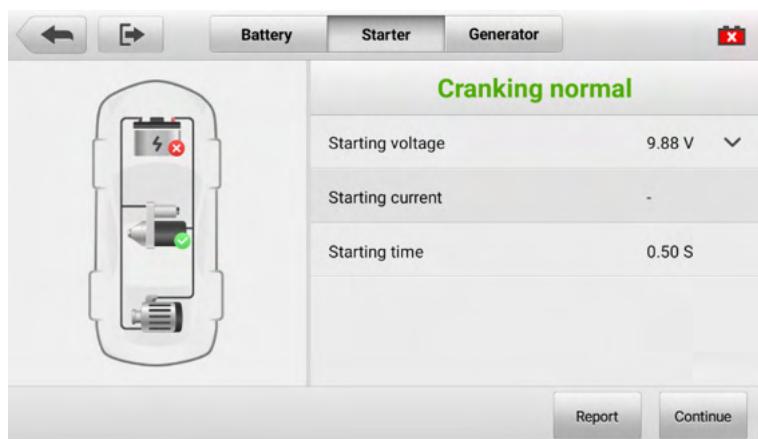 Battery Starter Generator
Cranking normal
Starting voltage 9.88 V
Starting current -
Starting time 0.50 S
Report Continue